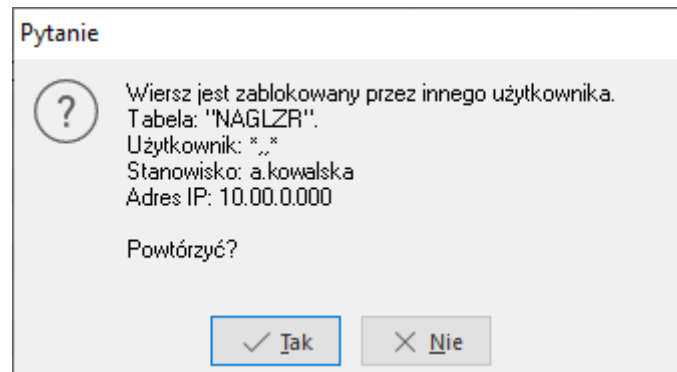 Pytanie
Wiersz jest zablokowany przez innego użytkownika.
Tabela: "NAGLZR".
Użytkownik: *,,*
Stanowisko: a.kowalska
Adres IP: 10.00.0.000
Powtórzyć?
Tak
Nie